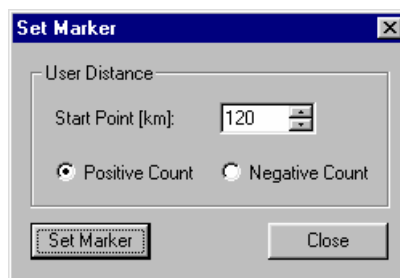 Set Marker
User Distance
Start Point [km]: 120
Positive Count Negative Count
Set Marker Close